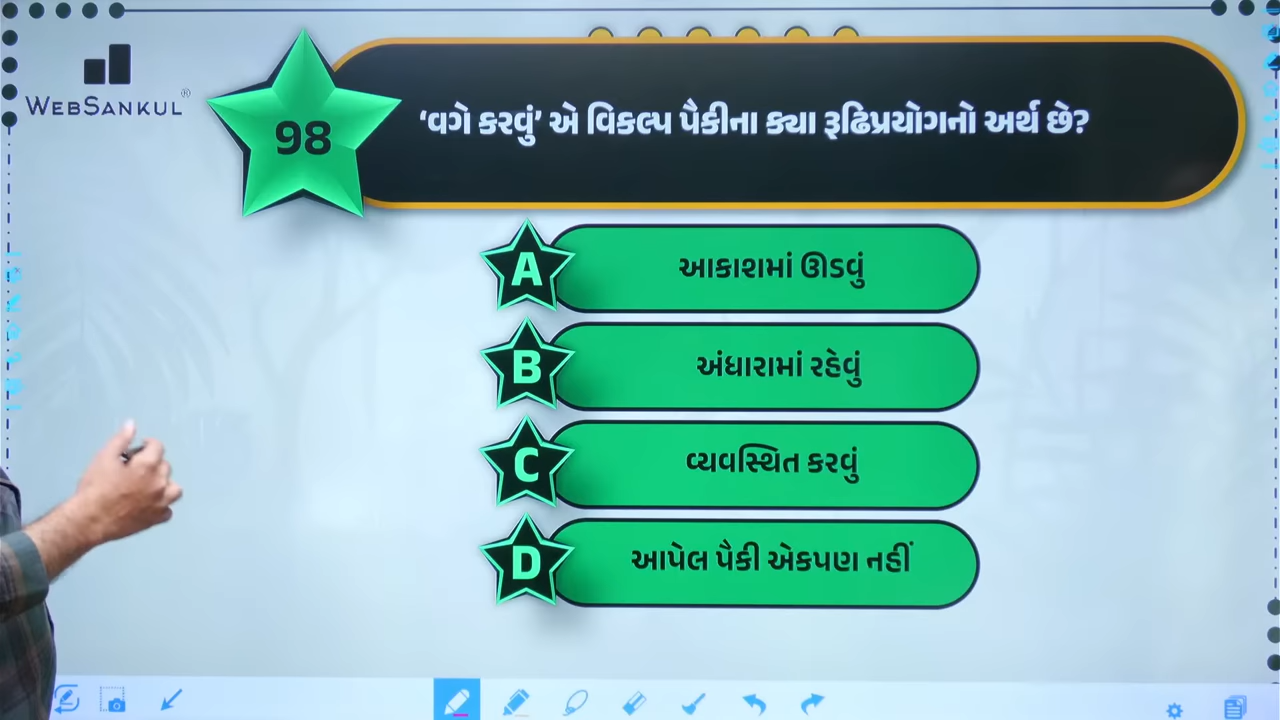 WEBSANKUL®
98
‘વગે કરવું’ એ વિકલ્પ પૈકીના ક્યા રૂઢિપ્રયોગનો અર્થ છે?
A
આકાશમાં ઊડવું
B
અંધારામાં રહેવું
C
વ્યવસ્થિત કરવું
D
આપેલ પૈકી એકપણ નહીં